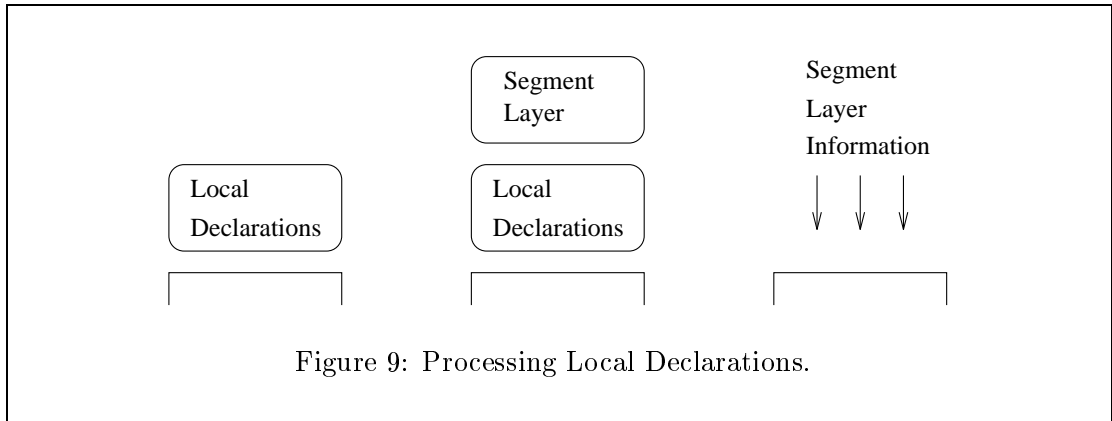 Local
Declarations
Segment
Layer
Local
Declarations
Segment
Layer
Information
Figure 9: Processing Local Declarations.